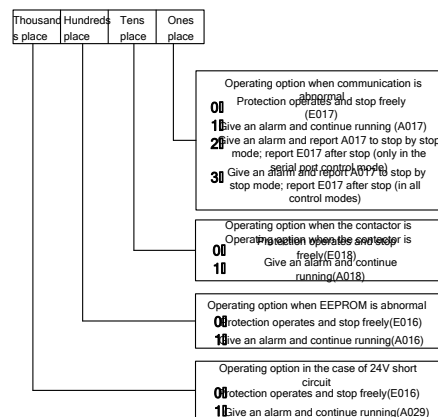 Thousand Hundreds Tens Ones
s place place place place
Operating option when communication is
abnormal
0: Protection operates and stop freely
(E017)
1: Give an alarm and continue running (A017)
2: Give an alarm and report A017 to stop by stop
mode; report E017 after stop (only in the
serial port control mode)
3: Give an alarm and report A017 to stop by
stop mode; report E017 after stop (in all
control modes)
Operating option when the contactor is
Operating option when the contactor is
0: Protection operates and stop
freely(E018)
1: Give an alarm and continue
running(A018)
Operating option when EEPROM is abnormal
0: Protection operates and stop freely(E016)
1: Give an alarm and continue running(A016)
Operating option in the case of 24V short
circuit
0: Protection operates and stop freely(E016)
1: Give an alarm and continue running(A029)